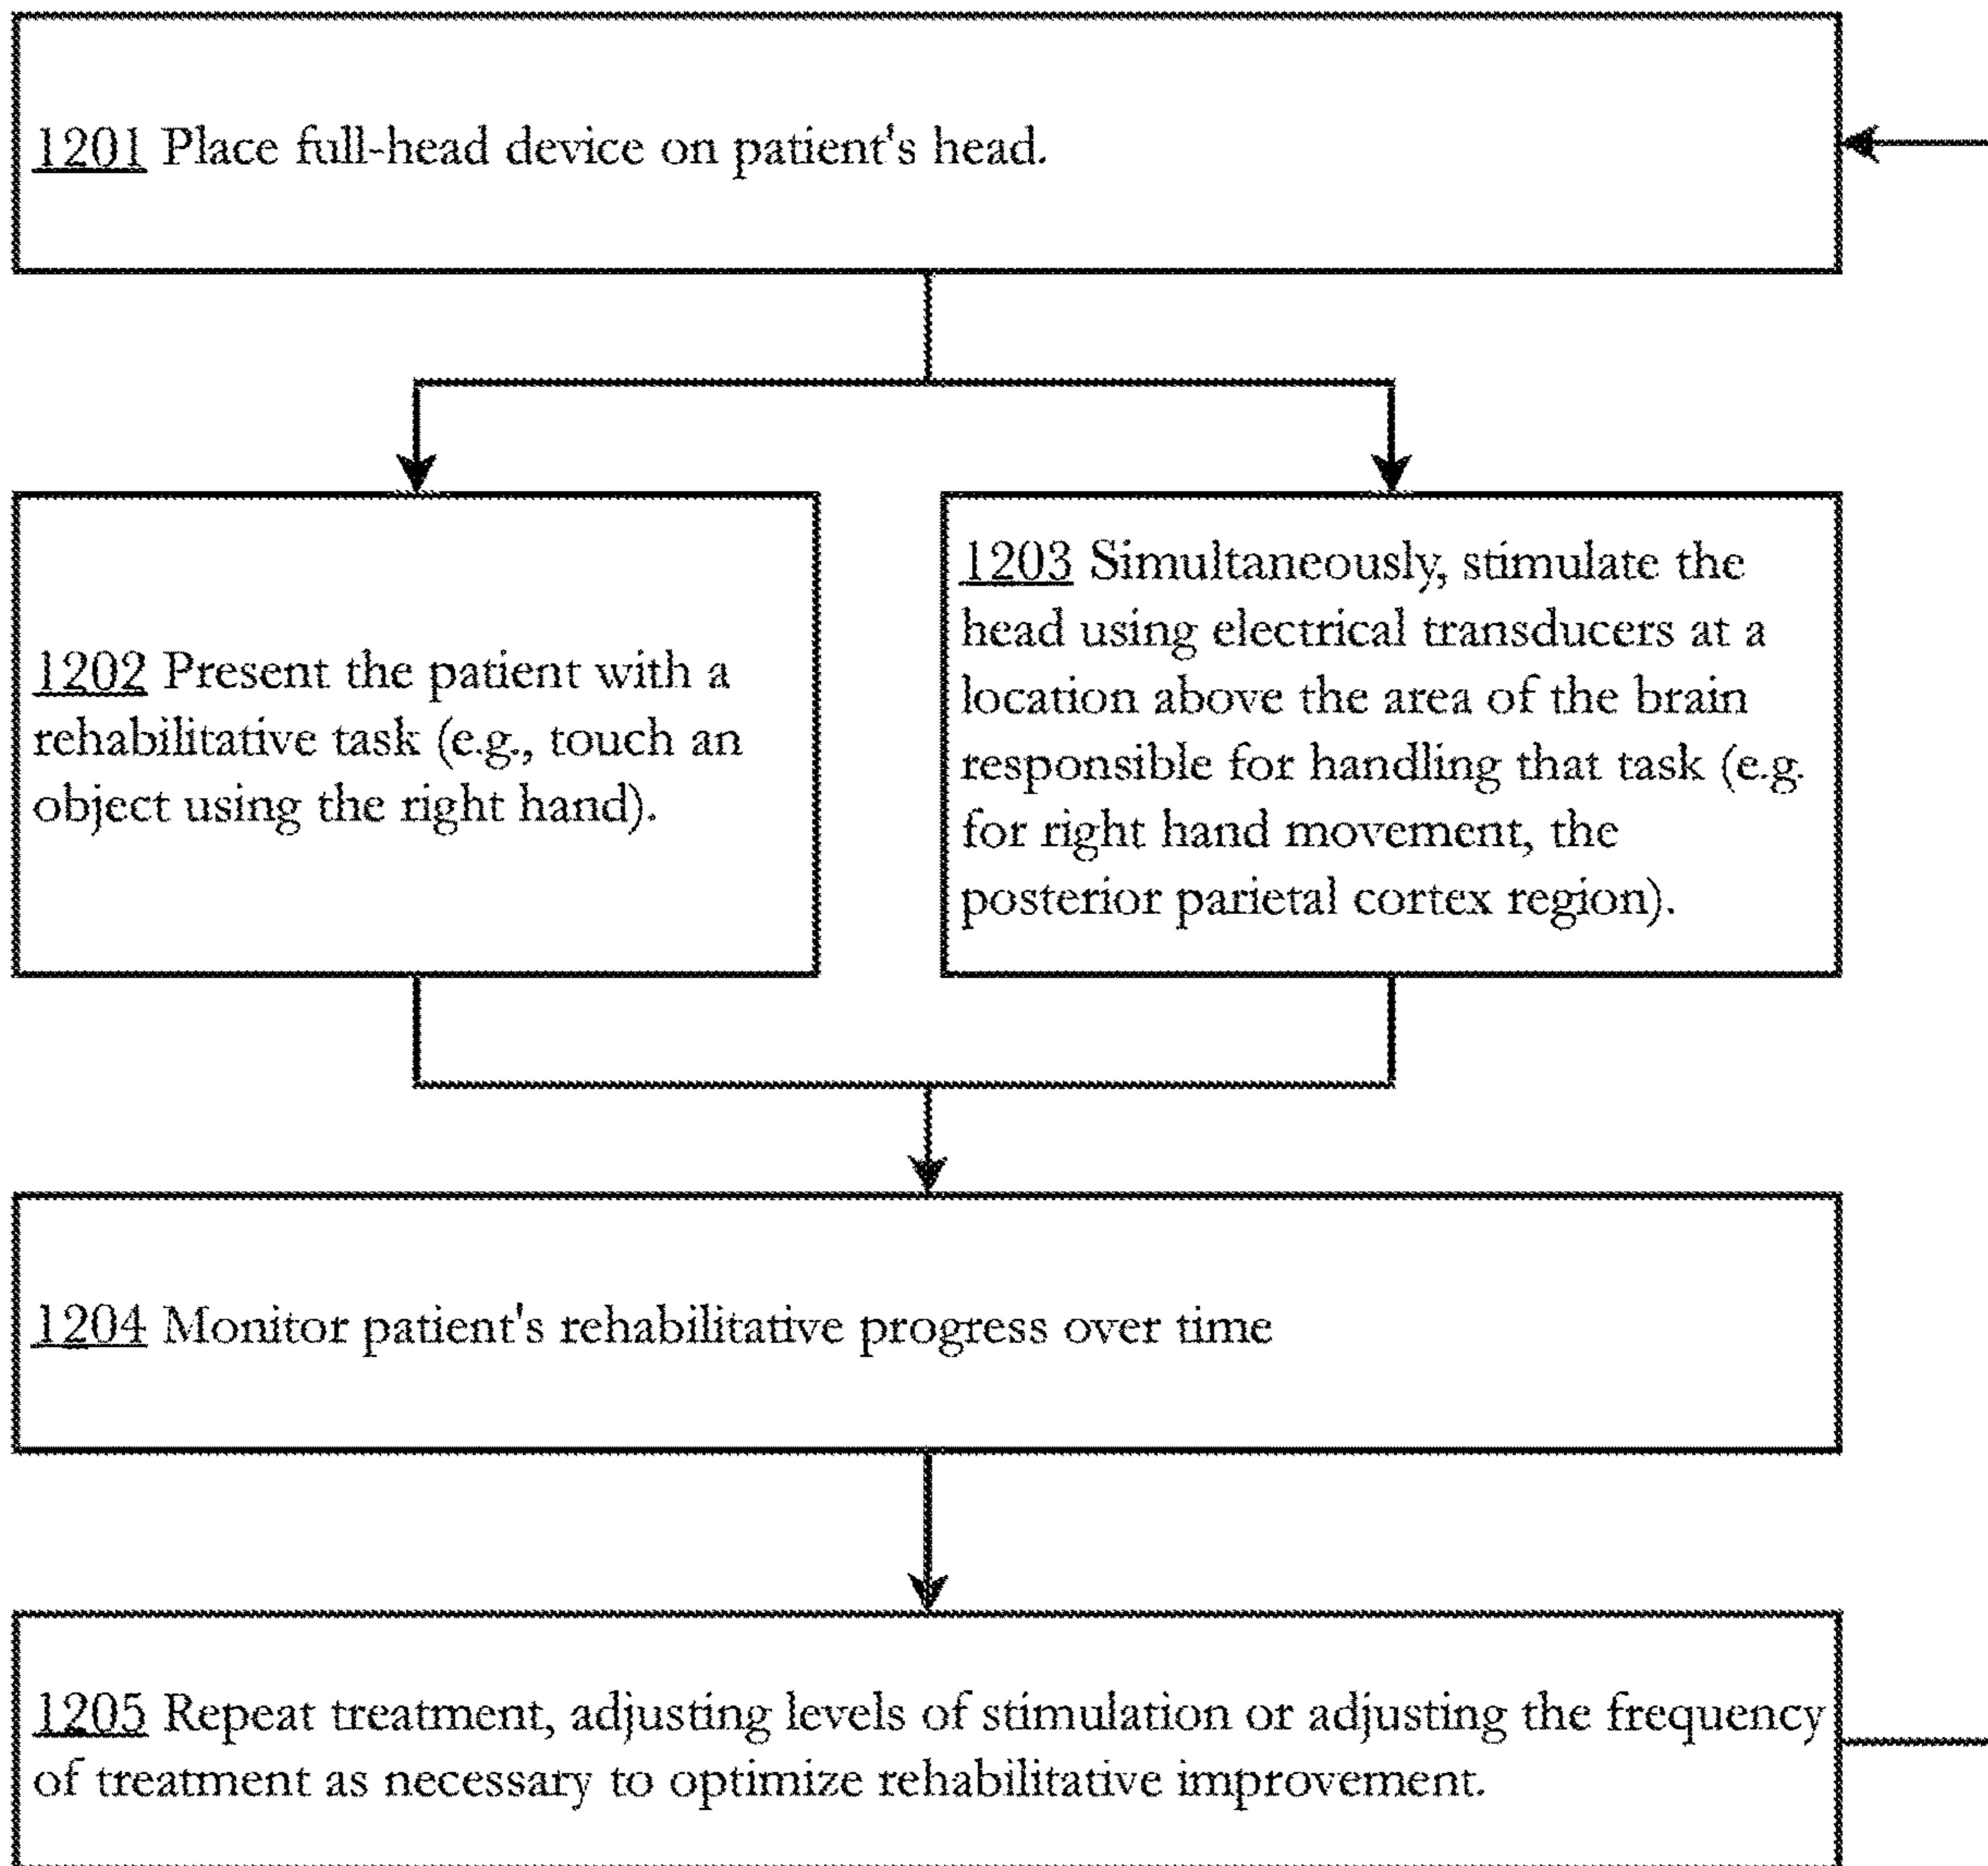 1201 Place full-head device on patient's head.
1202 Present the patient with a
rehabilitative task (e.g., touch an
object using the right hand).
1203 Simultaneously, stimulate the
head using electrical transducers at a
location above the area of the brain
responsible for handling that task (e.g.
for right hand movement, the
posterior parietal cortex region).
1204 Monitor patient's rehabilitative progress over time
1205 Repeat treatment, adjusting levels of stimulation or adjusting the frequency
of treatment as necessary to optimize rehabilitative improvement.